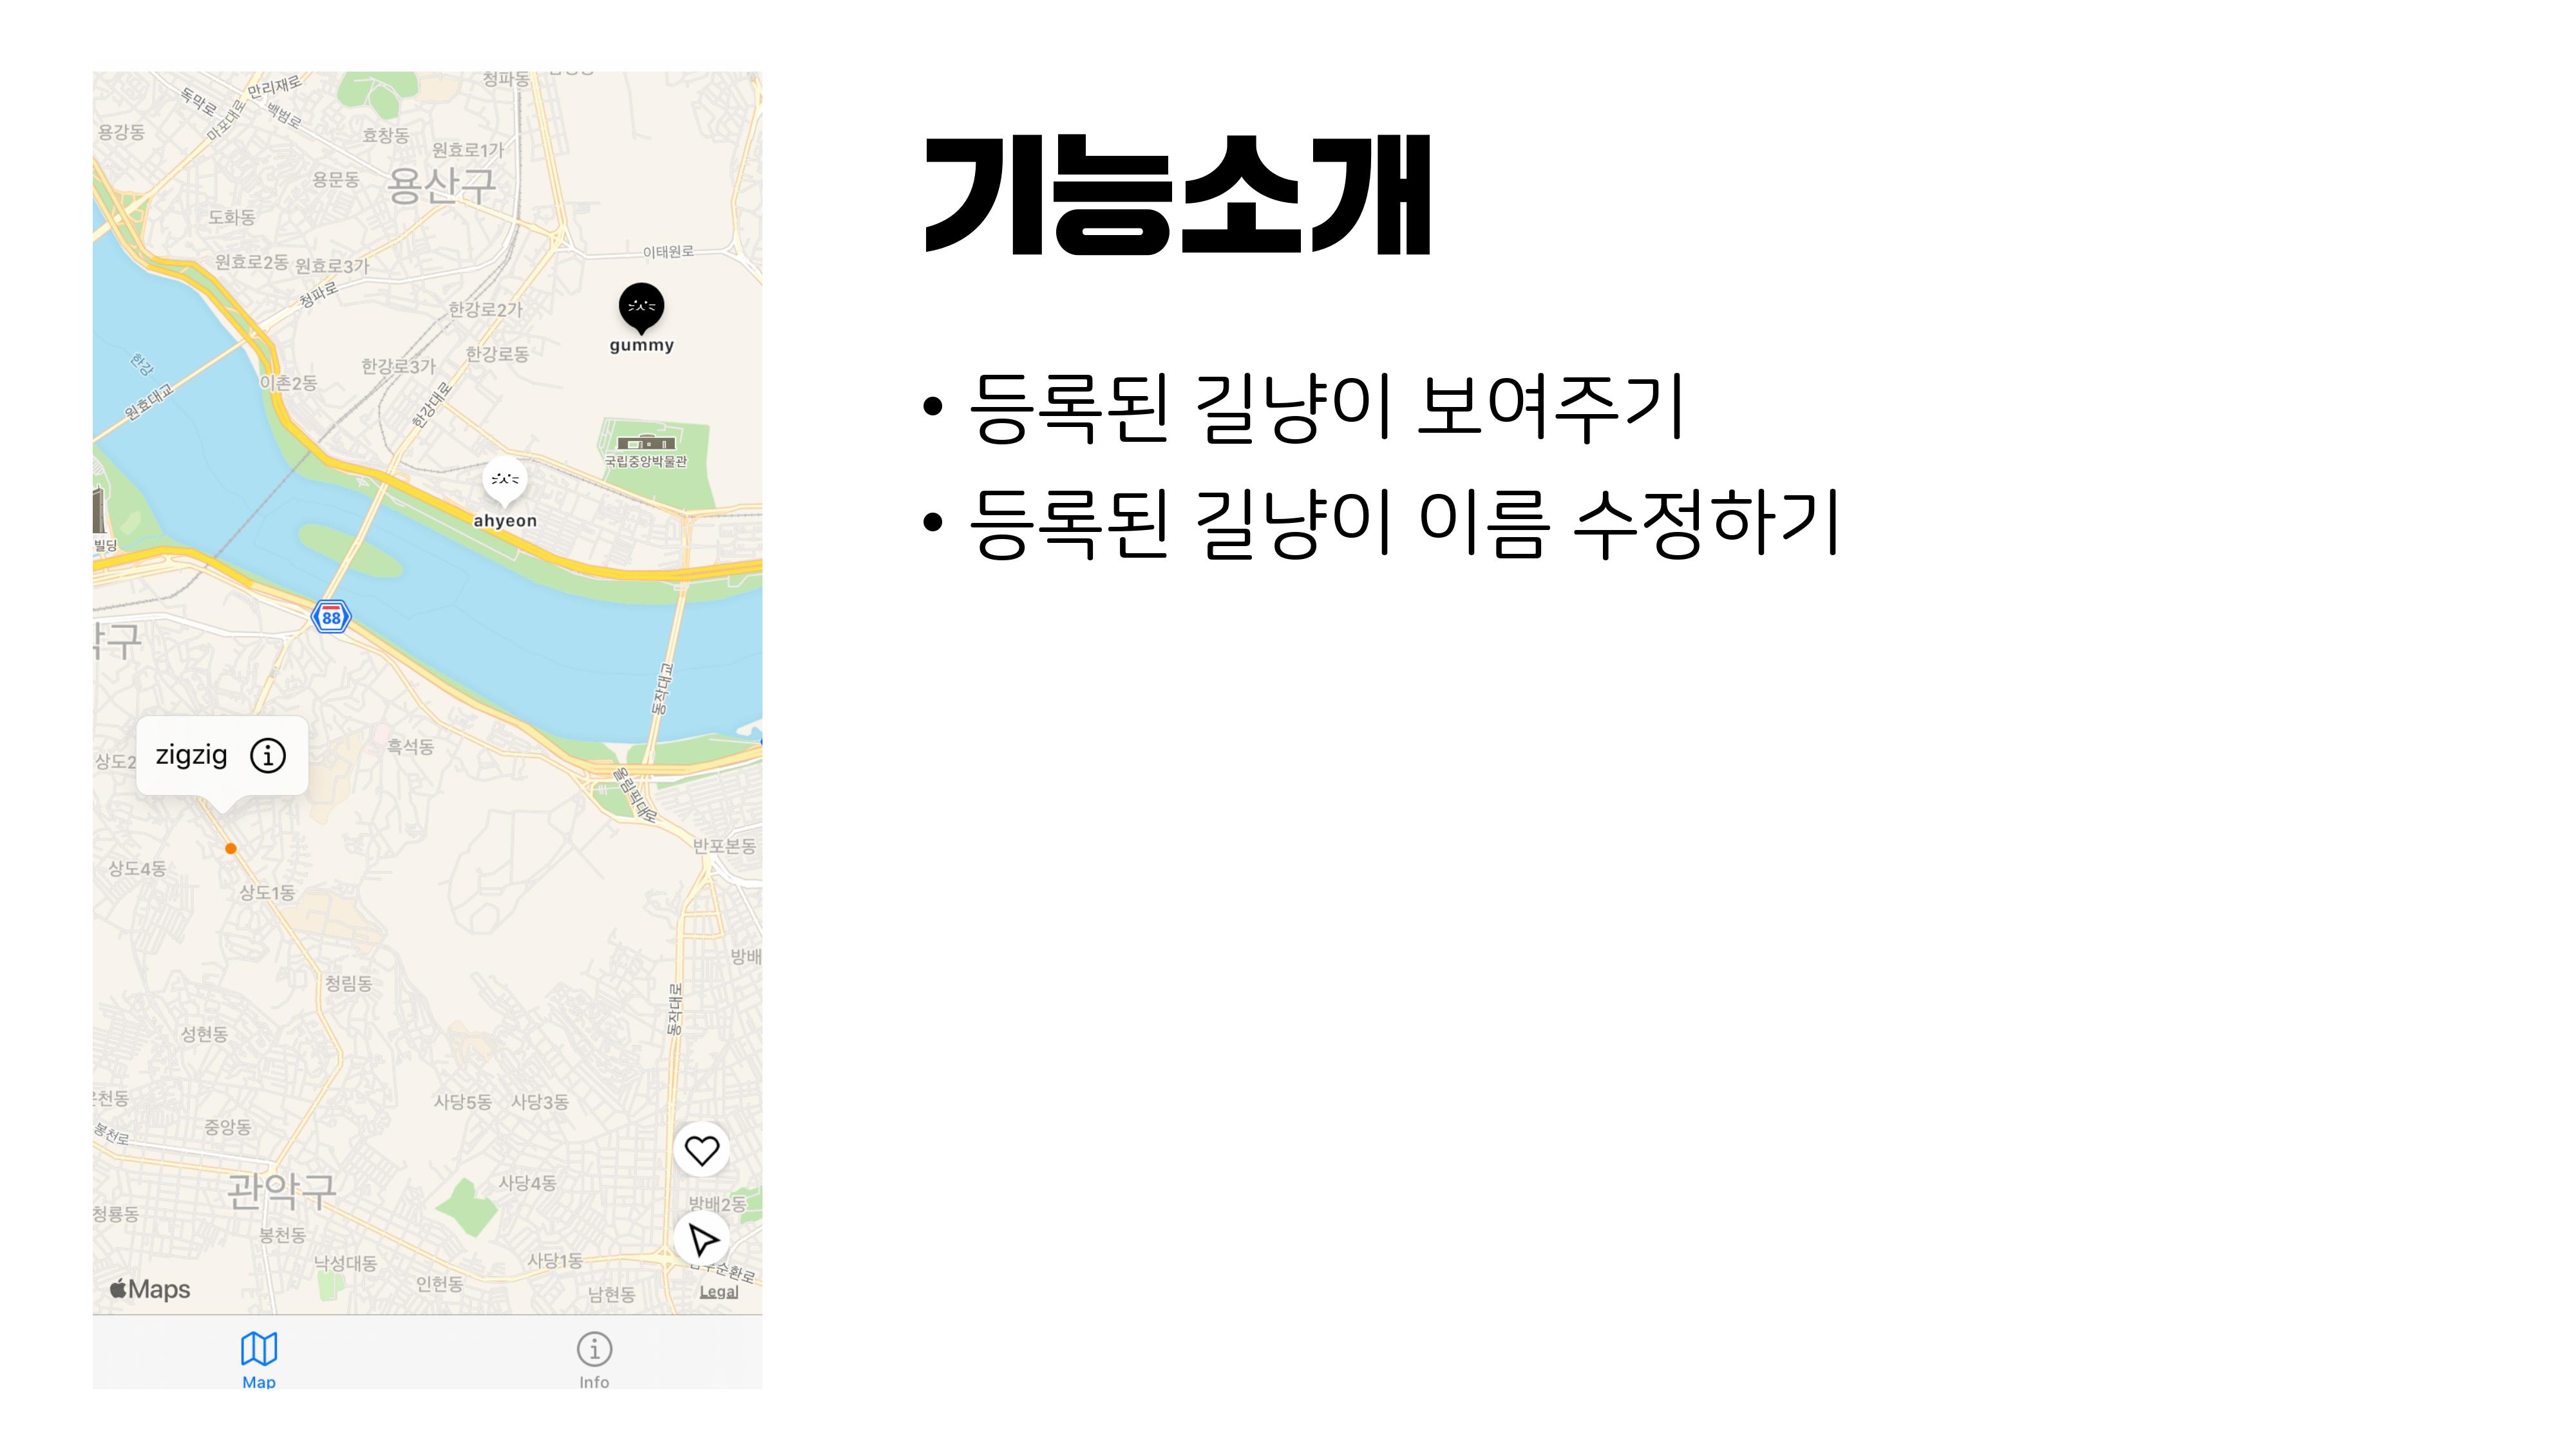 기능소개
• 등록된 길냥이 보여주기
• 등록된 길냥이 이름 수정하기
청파동
만리재로
독막로
마포대로
백범로
용강동
효창동
원효로1가
용문동
용산구
도화동
이태원로
원효로2동 원효로3가
청파로
한강로2가
gummy
한강로동
한강로3가
한강
이촌2동
원효대교
한강대로
국립중앙박물관
ahyeon
빌딩
88
구
동작대교
흑석동
zigzig
상도2
올림픽대로
반포본동
상도4동
상도1동
방배
청림동
동작대로
성현동
천동
사당5동 사당3동
중앙동
봉천로
관악구
사당4동
방배2동
청룡동
봉천동
낙성대동
사당1동
순환로
인헌동
남현동
Maps
Legal
Map
Info